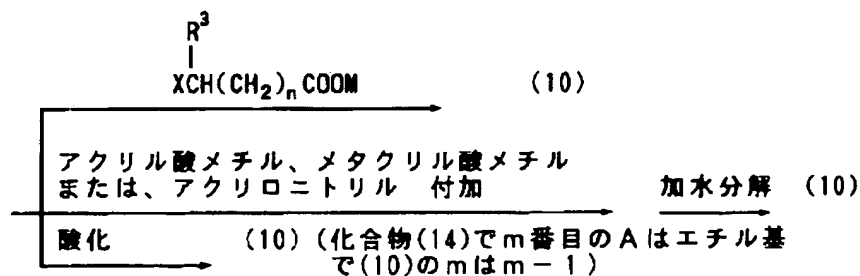 R³
XCH(CH₂)ₙCOOM (10)
アクリル酸メチル、メタクリル酸メチル
または、アクリロニトリル 付加 加水分解 (10)
酸化 (10) (化合物(14)でm番目のAはエチル基
で(10)のmはm-1)